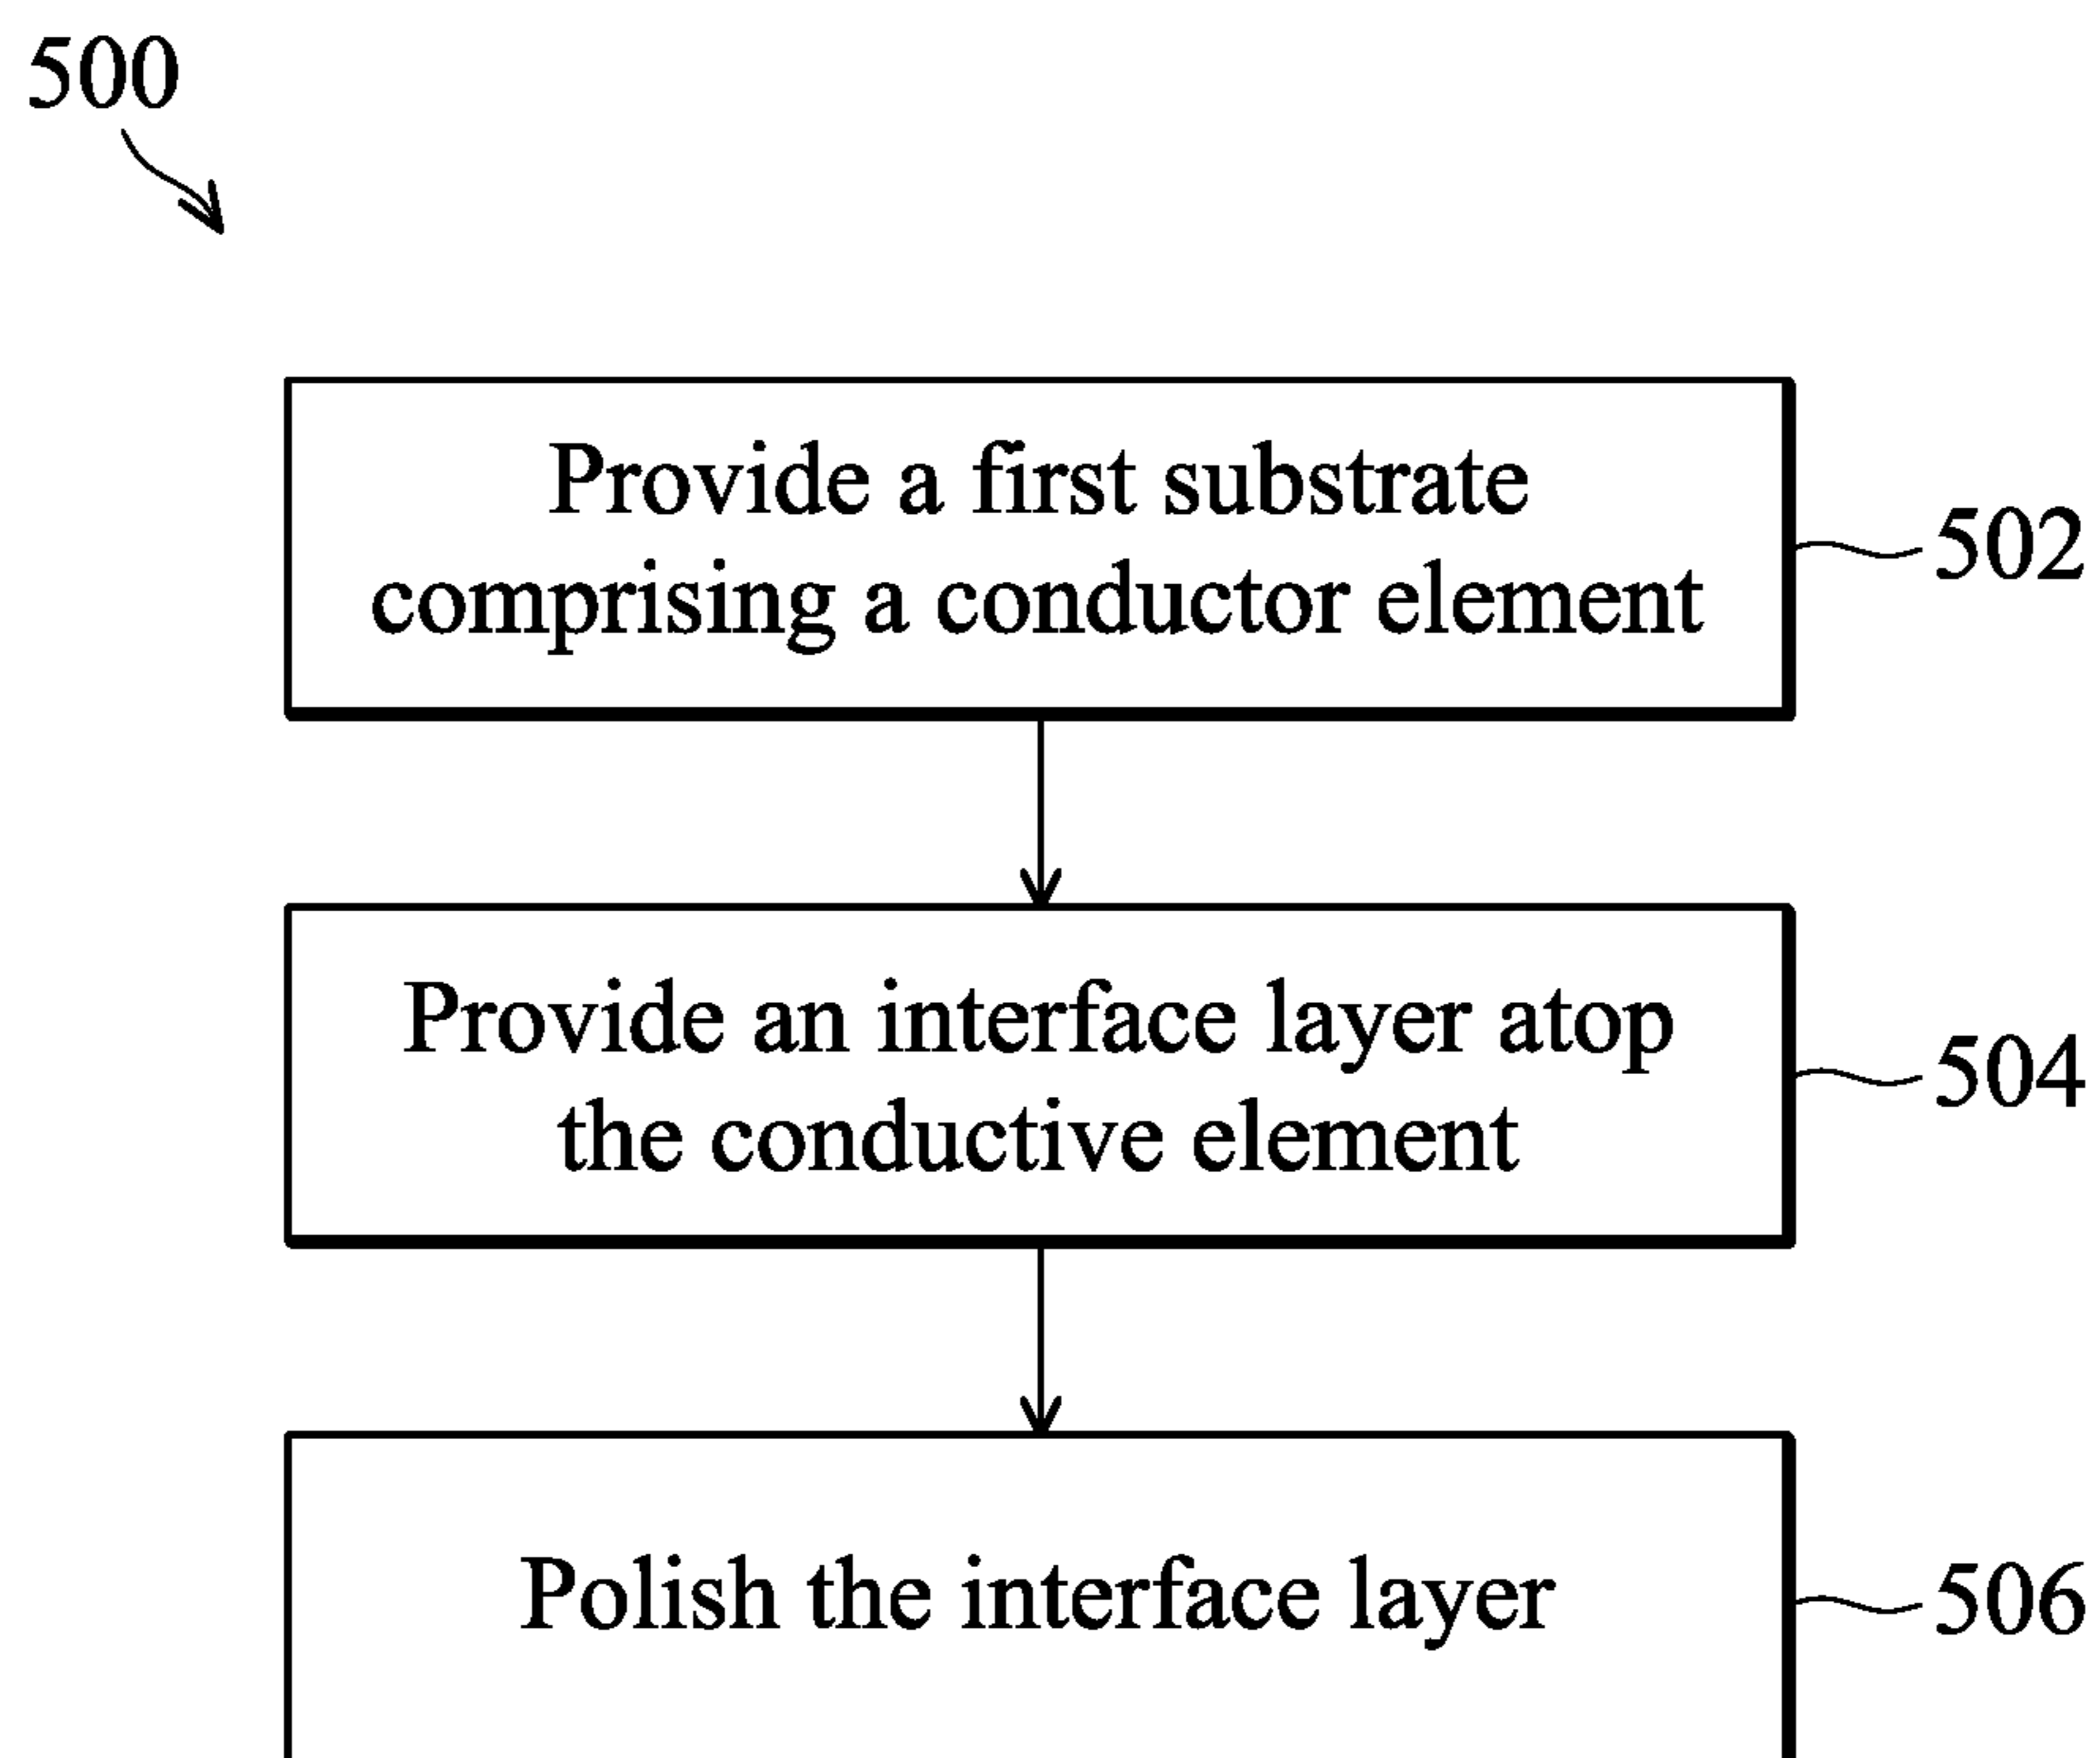 500
Provide a first substrate
comprising a conductor element
502
Provide an interface layer atop
the conductive element
504
Polish the interface layer
506